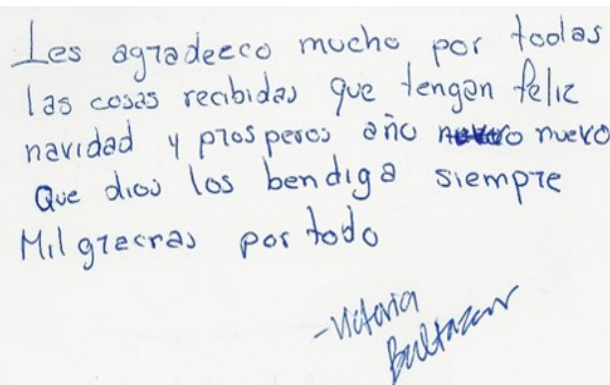 Les agradeeco mucho por todas
las cosas recibidas que tengan feliz
navidad y prosperos año nuevo
Que dios los bendiga siempre
Mil gracias por todo
-Victoria
Baltazar